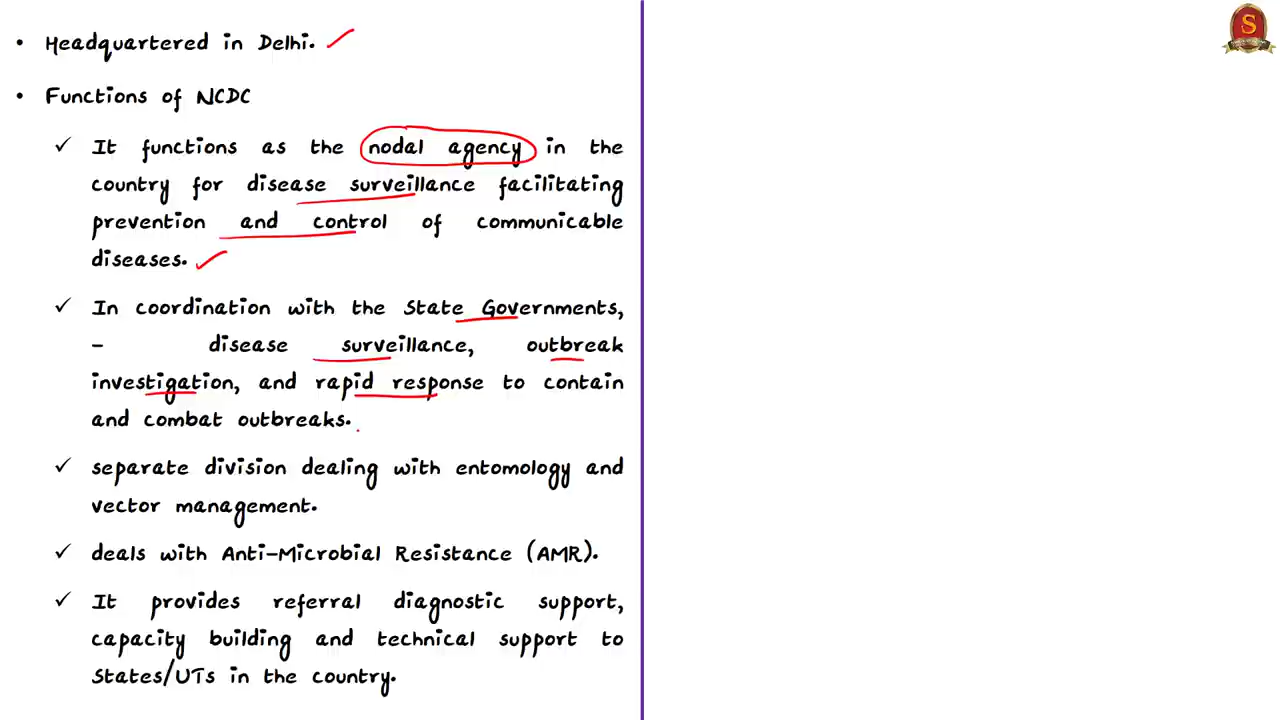 • Headquartered in Delhi.
• Functions of NCDC
✓ It functions as the nodal agency in the
country for disease surveillance facilitating
prevention and control of communicable
diseases.
✓ In coordination with the State Governments,
- disease surveillance, outbreak
investigation, and rapid response to contain
and combat outbreaks.
✓ separate division dealing with entomology and
vector management.
✓ deals with Anti-Microbial Resistance (AMR).
✓ It provides referral diagnostic support,
capacity building and technical support to
States/UTs in the country.
S